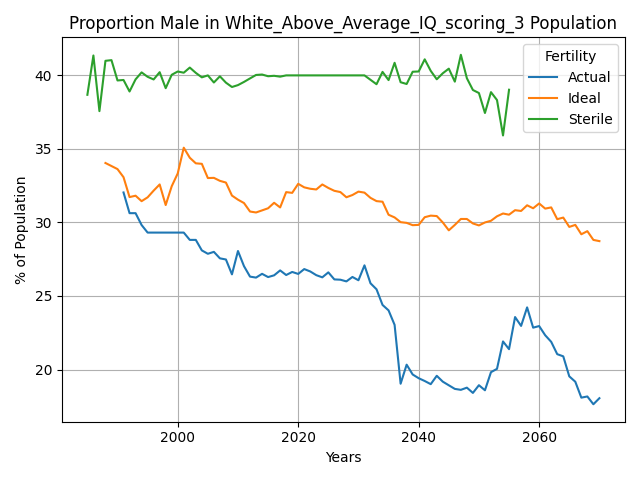 Proportion Male in White_Above_Average_IQ_scoring_3 Population
Fertility
Actual
Ideal
Sterile
% of Population
40
35
30
25
20
2000
2020
2040
2060
Years